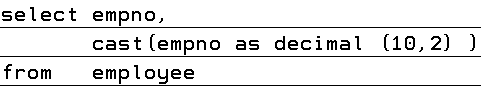 select empno,
cast(empno as decimal (10,2) )
from employee